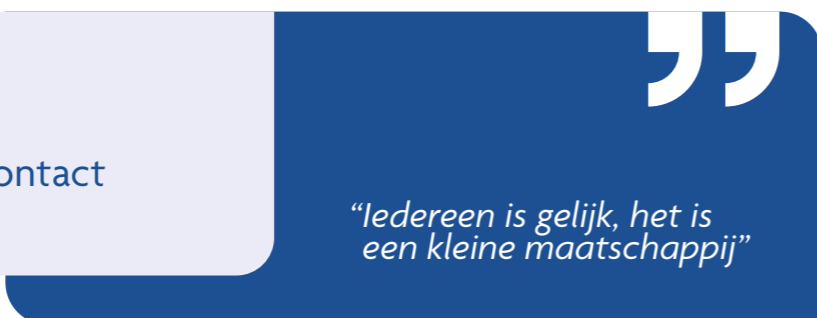 ontact
“Iedereen is gelijk, het is
een kleine maatschappij”